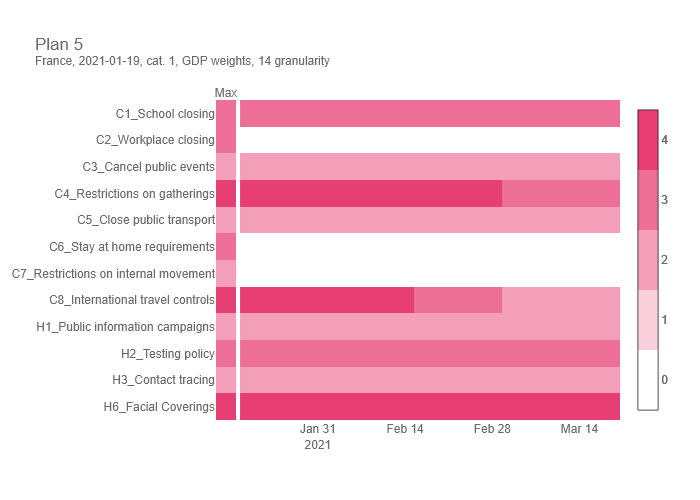 Plan 5
France, 2021-01-19, cat. 1, GDP weights, 14 granularity
Max
C1_School closing
C2_Workplace closing
C3_Cancel public events
C4_Restrictions on gatherings
C5_Close public transport
C6_Stay at home requirements
C7_Restrictions on internal movement
C8_International travel controls
H1_Public information campaigns
H2_Testing policy
H3_Contact tracing
H6_Facial Coverings
Jan 31
2021
Feb 14
Feb 28
Mar 14
4
3
2
1
0